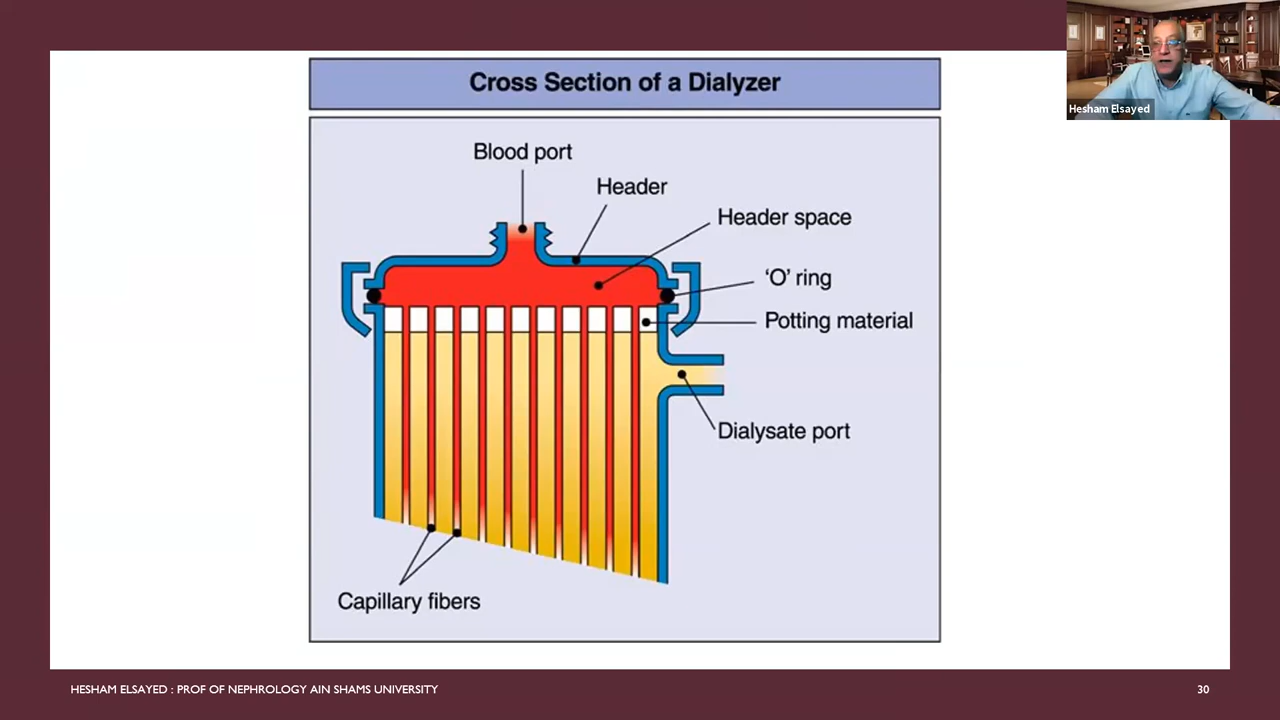 Cross Section of a Dialyzer
Hesham Elsayed
Blood port
Header
Header space
‘O’ ring
Potting material
Dialysate port
Capillary fibers
HESHAM ELSAYED : PROF OF NEPHROLOGY AIN SHAMS UNIVERSITY
30